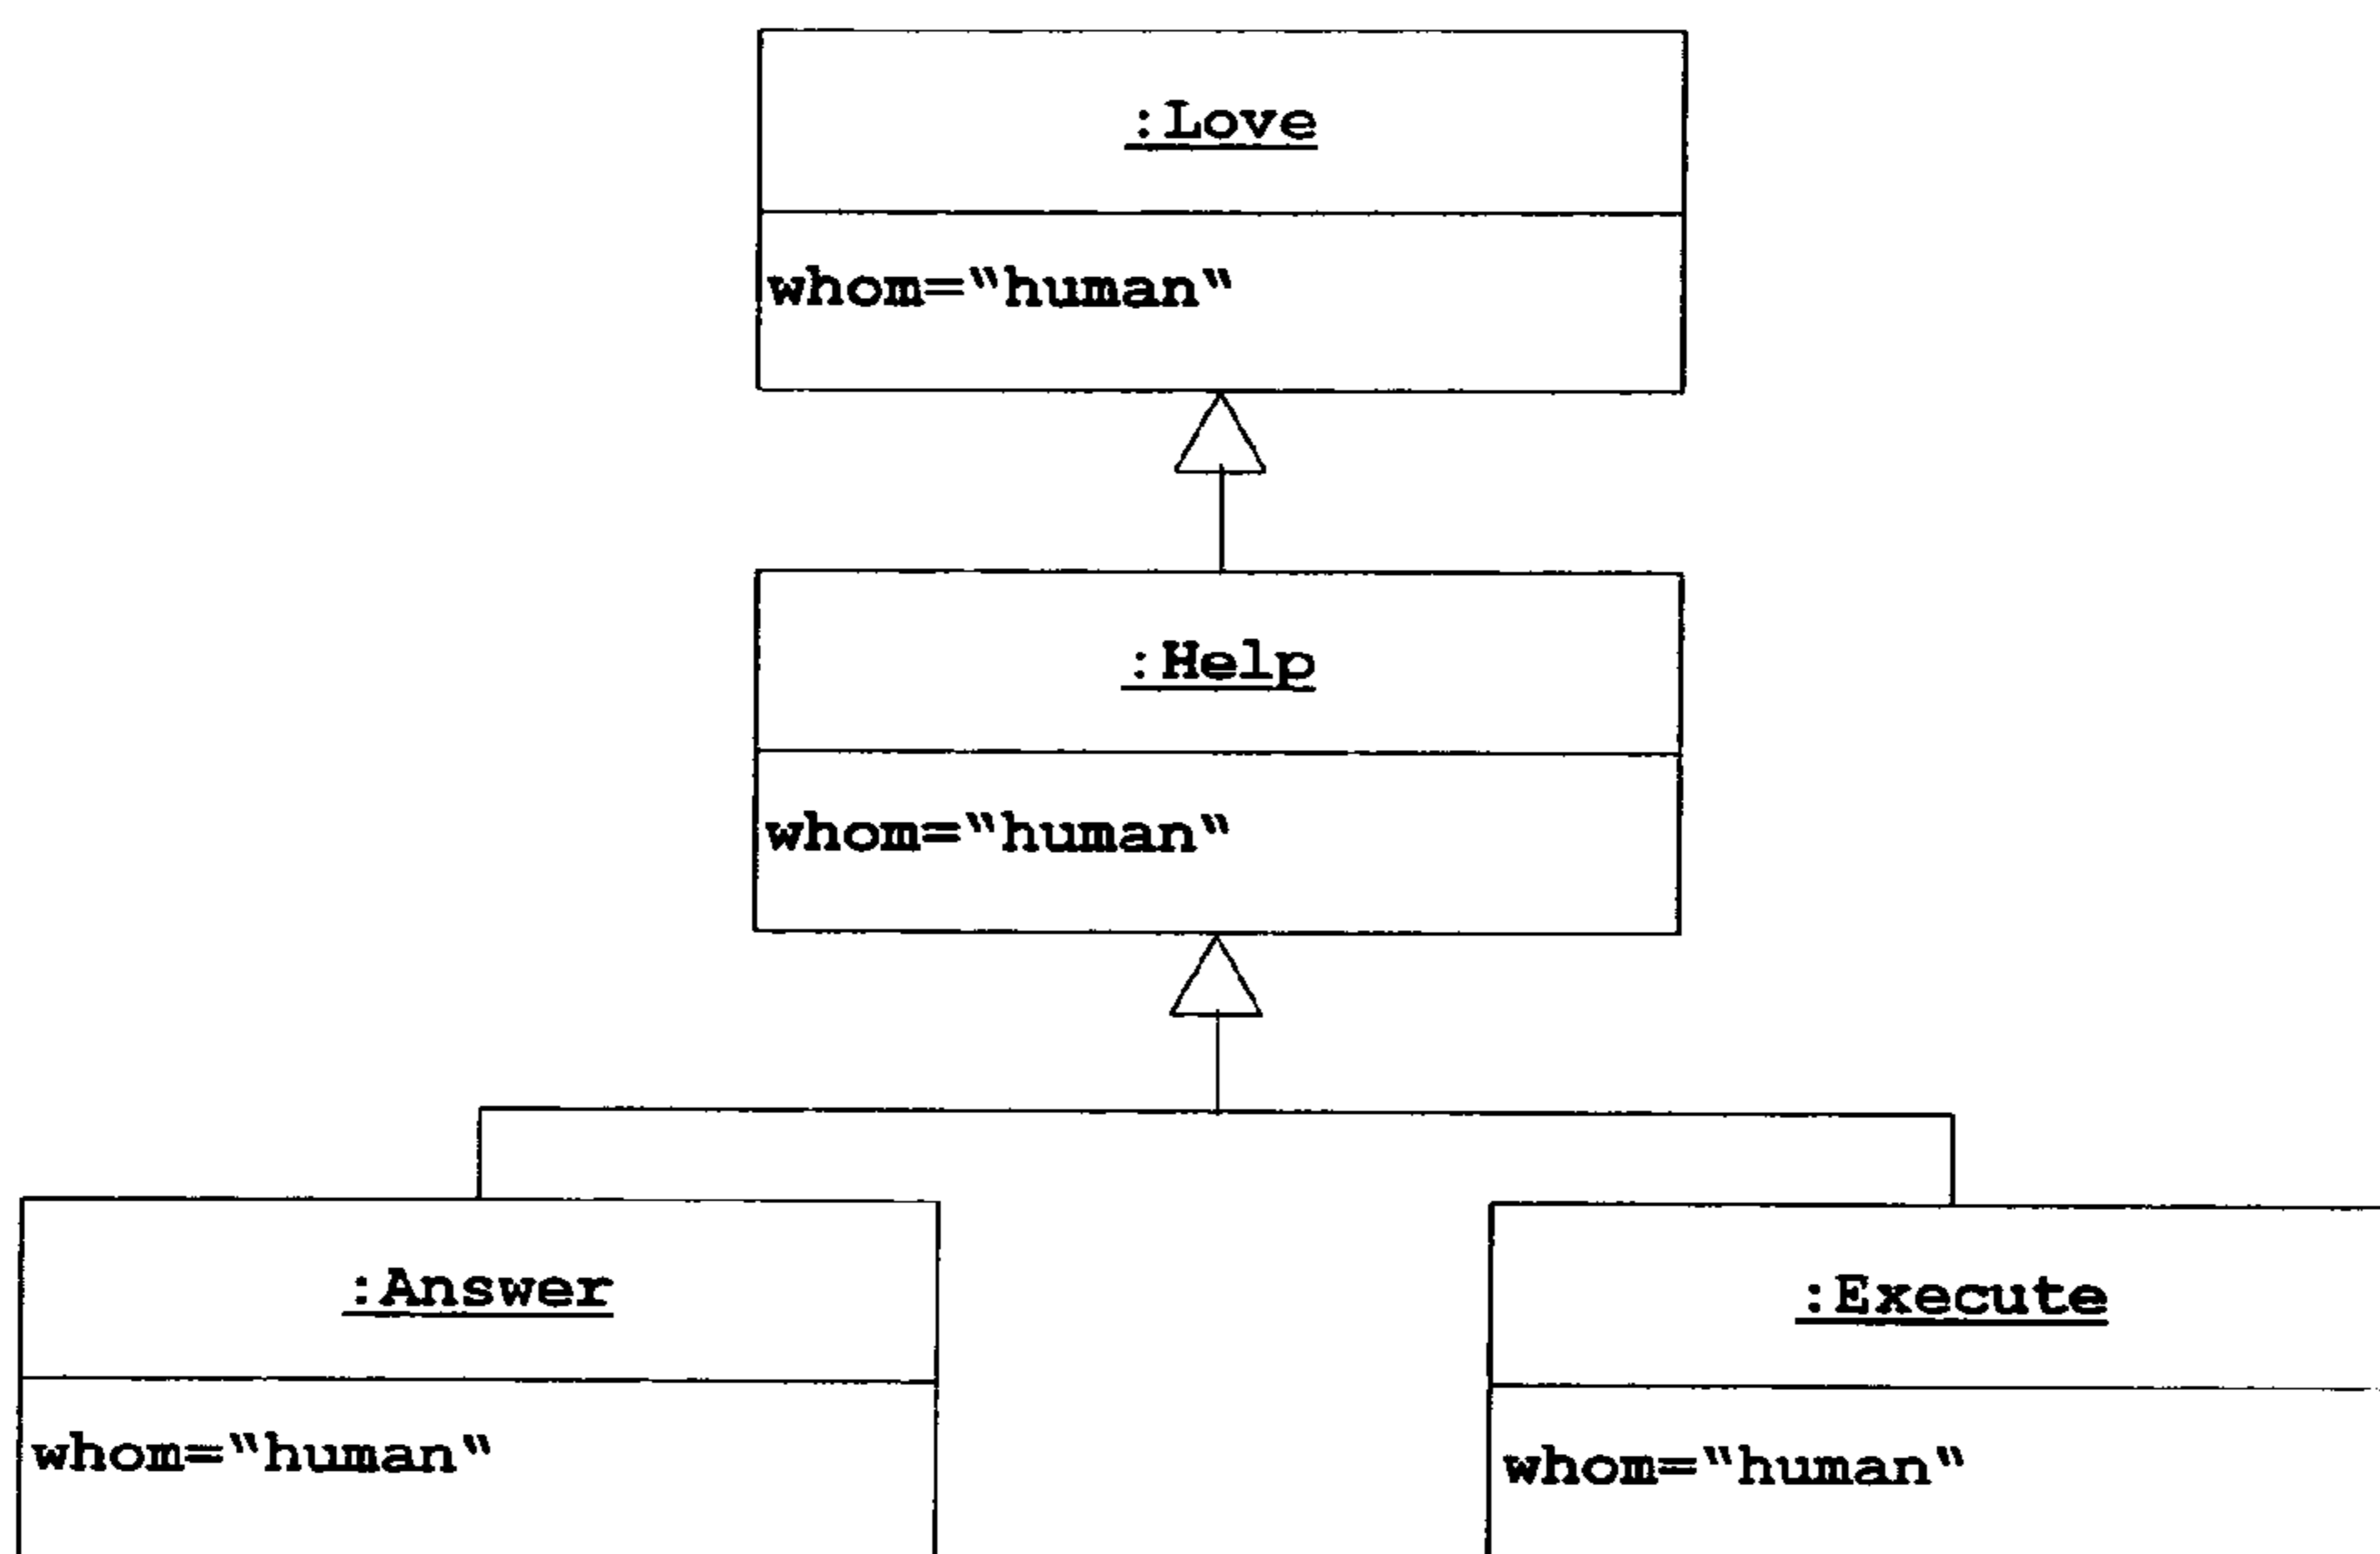 :Love
whom=“human“
:Help
whom=“human“
:Answer
whom=“human“
:Execute
whom=“human“